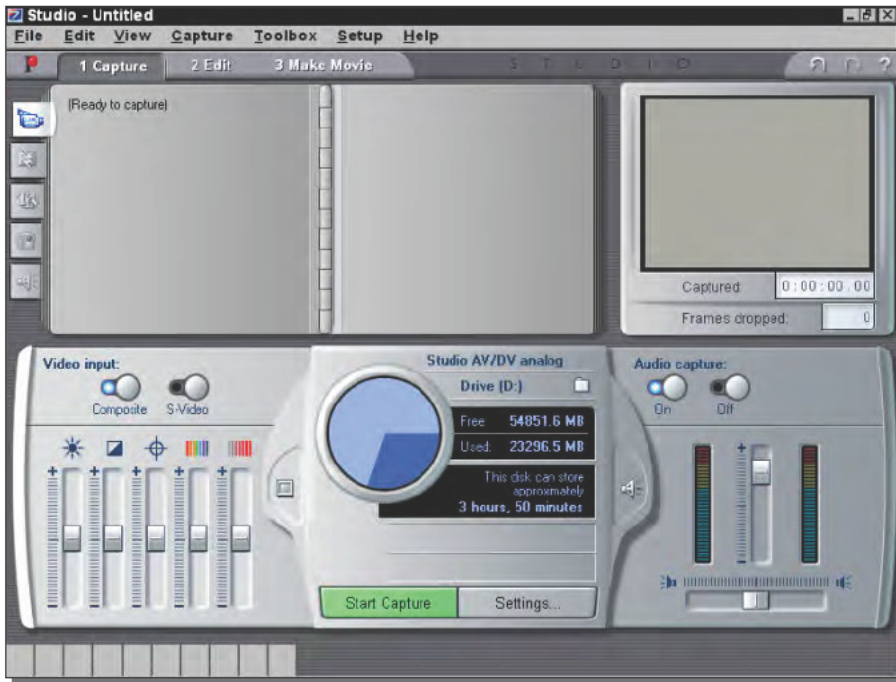 Studio - Untitled
File Edit View Capture Toolbox Setup Help
1 Capture 2 Edit 3 Make Movie S T U D I O ?
(Ready to capture)
Captured 0:00:00.00
Frames dropped: 0
Video input:
Composite S-Video
Studio AV/DV analog
Drive (D:)
Free 54851.6 MB
Used: 23296.5 MB
This disk can store
approximately
3 hours, 50 minutes
Start Capture Settings...
Audio capture:
On Off